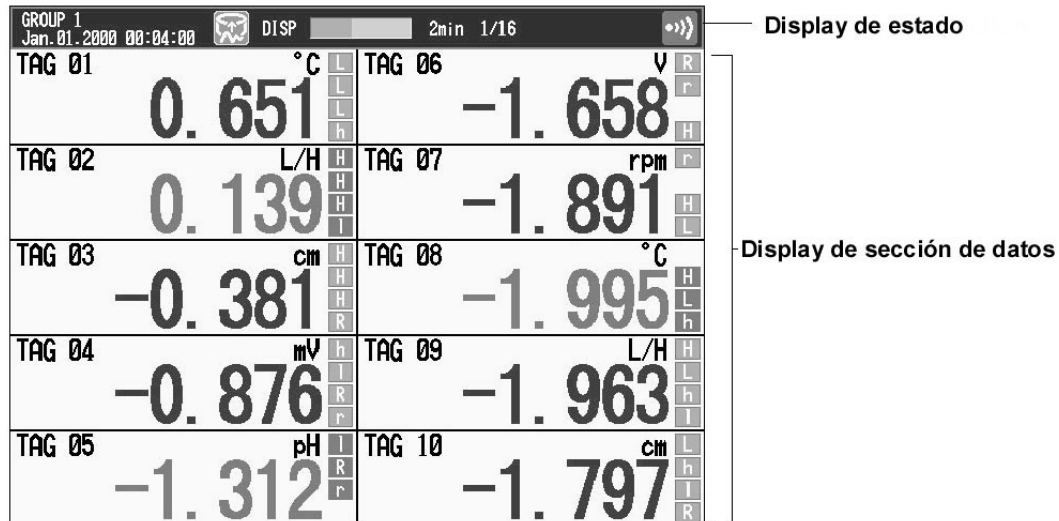 GROUP 1
Jan.01.2000 00:04:00 DISP 2min 1/16
Display de estado
TAG 01 °C L
0.651 L
L
h
TAG 06 V R
-1.658 r
H
TAG 02 L/H H
0.139 H
H
l
TAG 07 rpm r
-1.891 H
L
Display de sección de datos
TAG 03 cm H
-0.381 H
H
R
TAG 08 °C
-1.995 H
L
h
TAG 04 mV h
-0.876 l
R
r
TAG 09 L/H H
-1.963 L
h
l
TAG 05 pH l
-1.312 R
r
TAG 10 cm L
-1.797 h
l
R